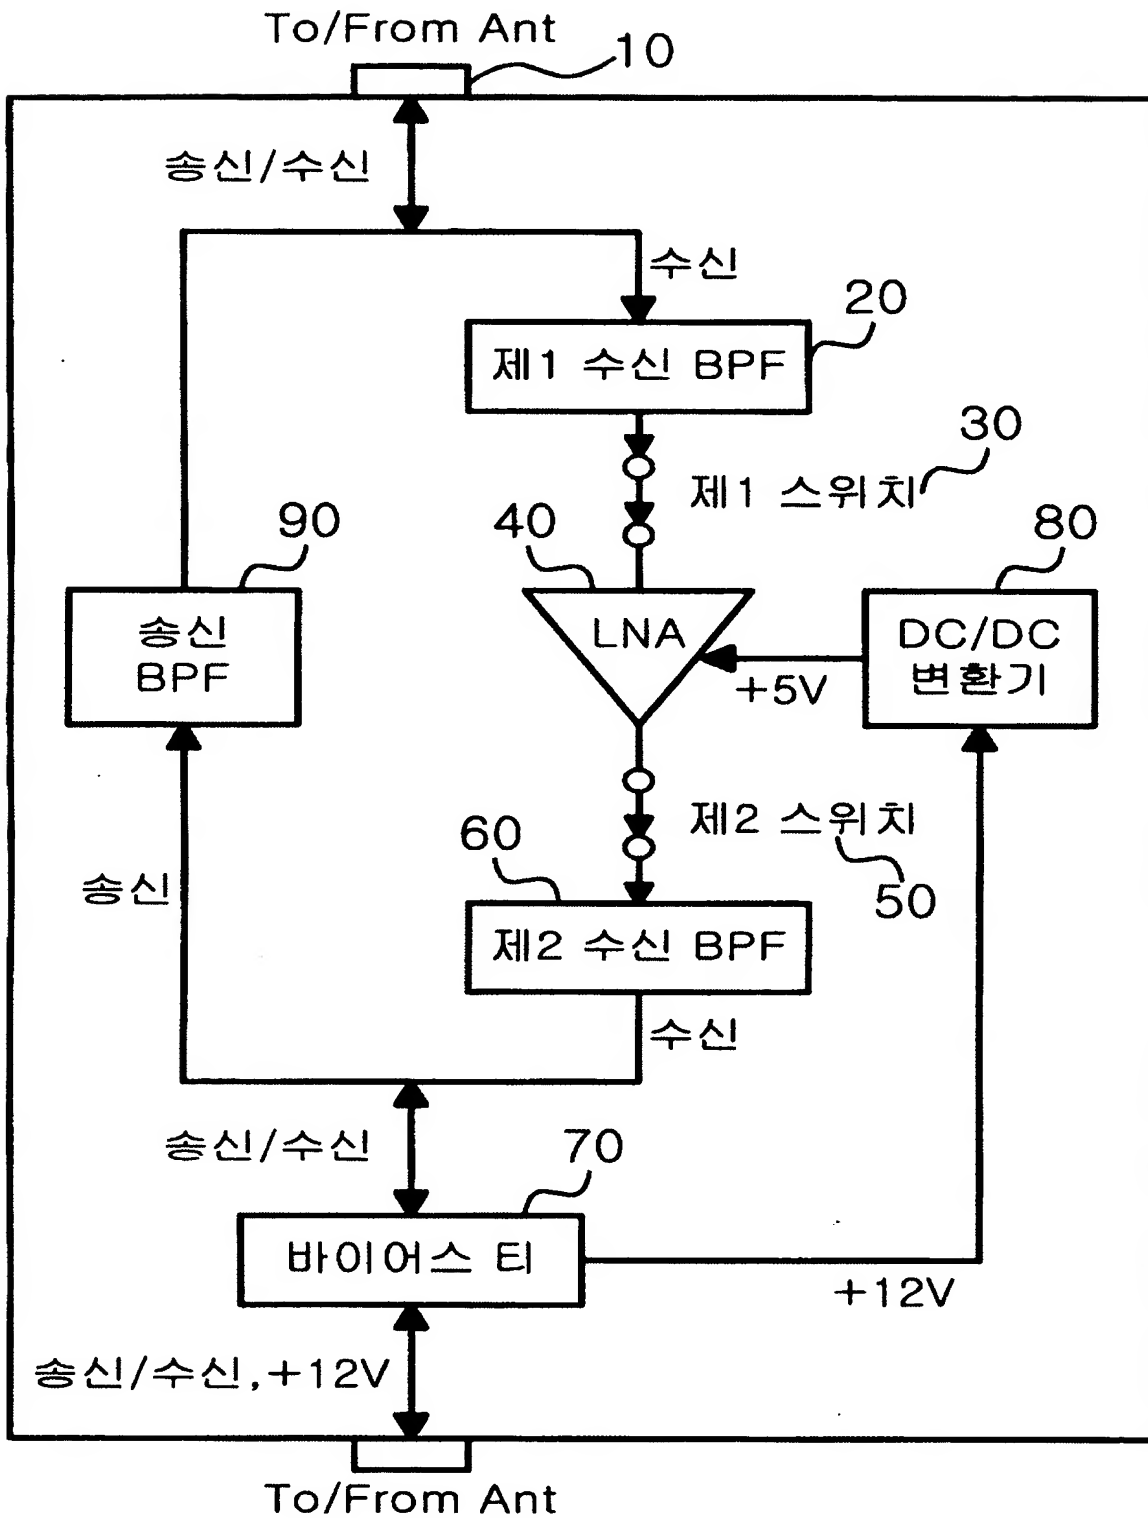 To/From Ant
10
송신/수신
수신
20
제1 수신 BPF
30
제1 스위치
90
40
80
송신
BPF
LNA
DC/DC
변환기
+5V
제2 스위치
60
50
송신
제2 수신 BPF
수신
송신/수신
70
바이어스 티
+12V
송신/수신,+12V
To/From Ant